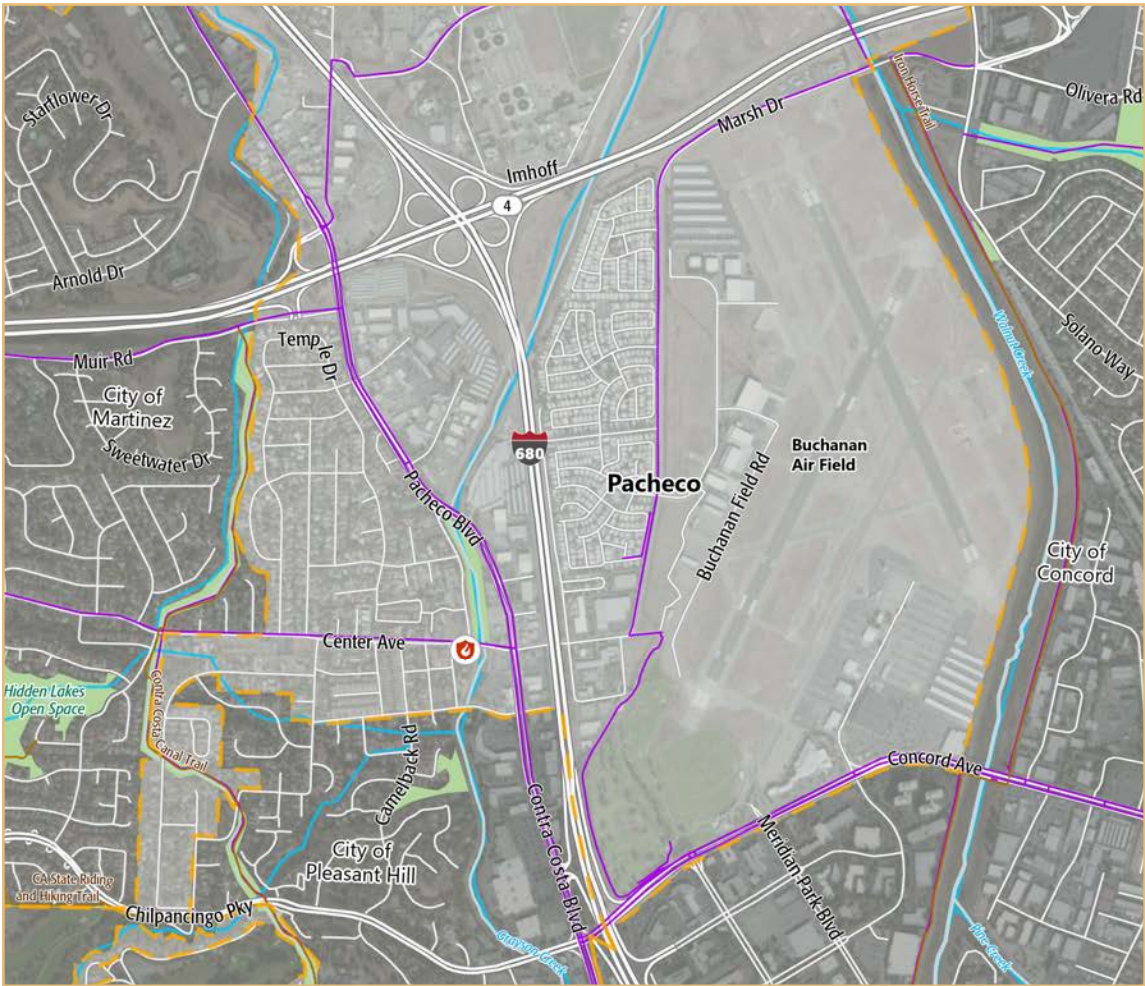 Starflower Dr
Iron Horse Trail
Olivera Rd
Marsh Dr
Imhoff
4
Arnold Dr
Solano Way
Walnut Creek
Temp
le Dr
Muir Rd
City of
Martinez
Sweetwater Dr
680
Pacheco Blvd
Pacheco
Buchanan
Air Field
Buchanan Field Rd
City of
Concord
Center Ave
Hidden Lakes
Open Space
Contra Costa
Canal Trail
Camelback Rd
Concord Ave
Contra Costa Blvd
Meridian Park Blvd
City of
Pleasant Hill
CA State Riding
and Hiking Trail
Chilpancingo Pky
Grayson Creek
Pine Creek